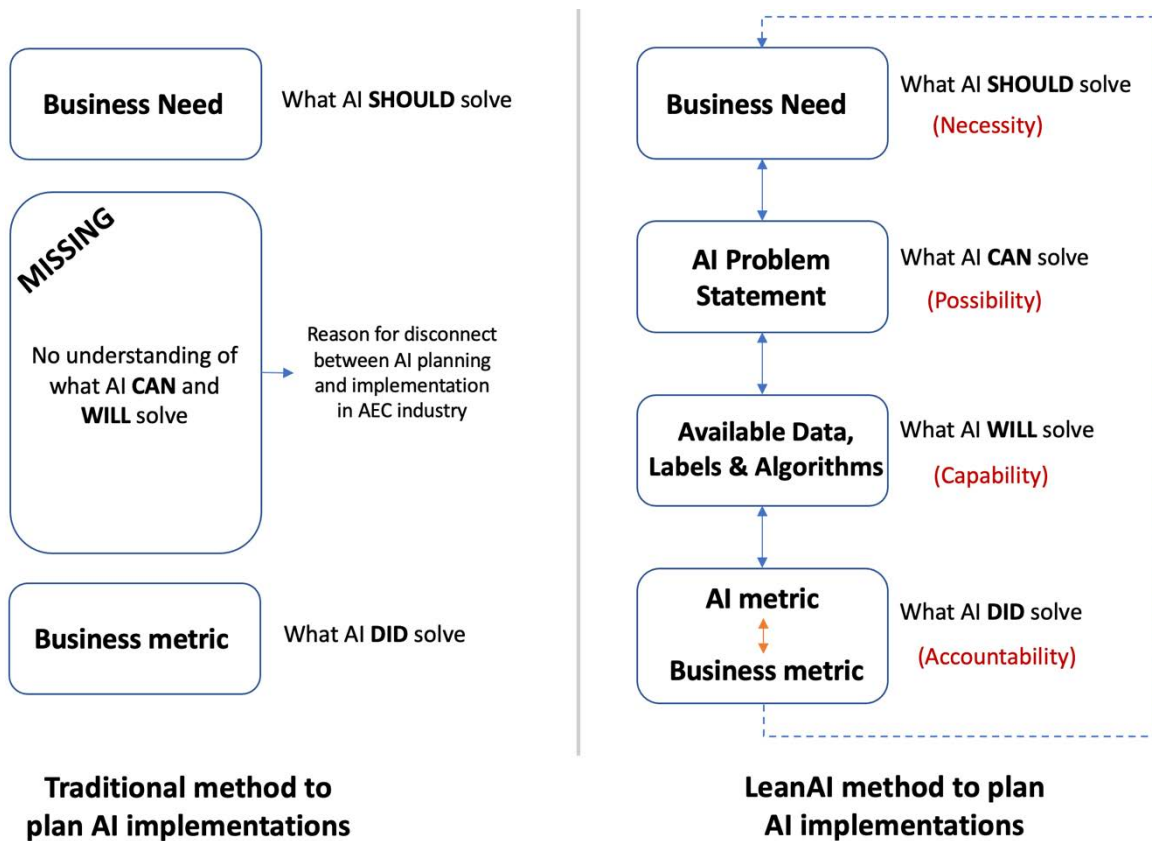 Business Need
What AI SHOULD solve
MISSING
No understanding of
what AI CAN and
WILL solve
Reason for disconnect
between AI planning
and implementation
in AEC industry
Business metric
What AI DID solve
Traditional method to
plan AI implementations
Business Need
What AI SHOULD solve
(Necessity)
AI Problem
Statement
What AI CAN solve
(Possibility)
Available Data,
Labels & Algorithms
What AI WILL solve
(Capability)
AI metric
Business metric
What AI DID solve
(Accountability)
LeanAI method to plan
AI implementations